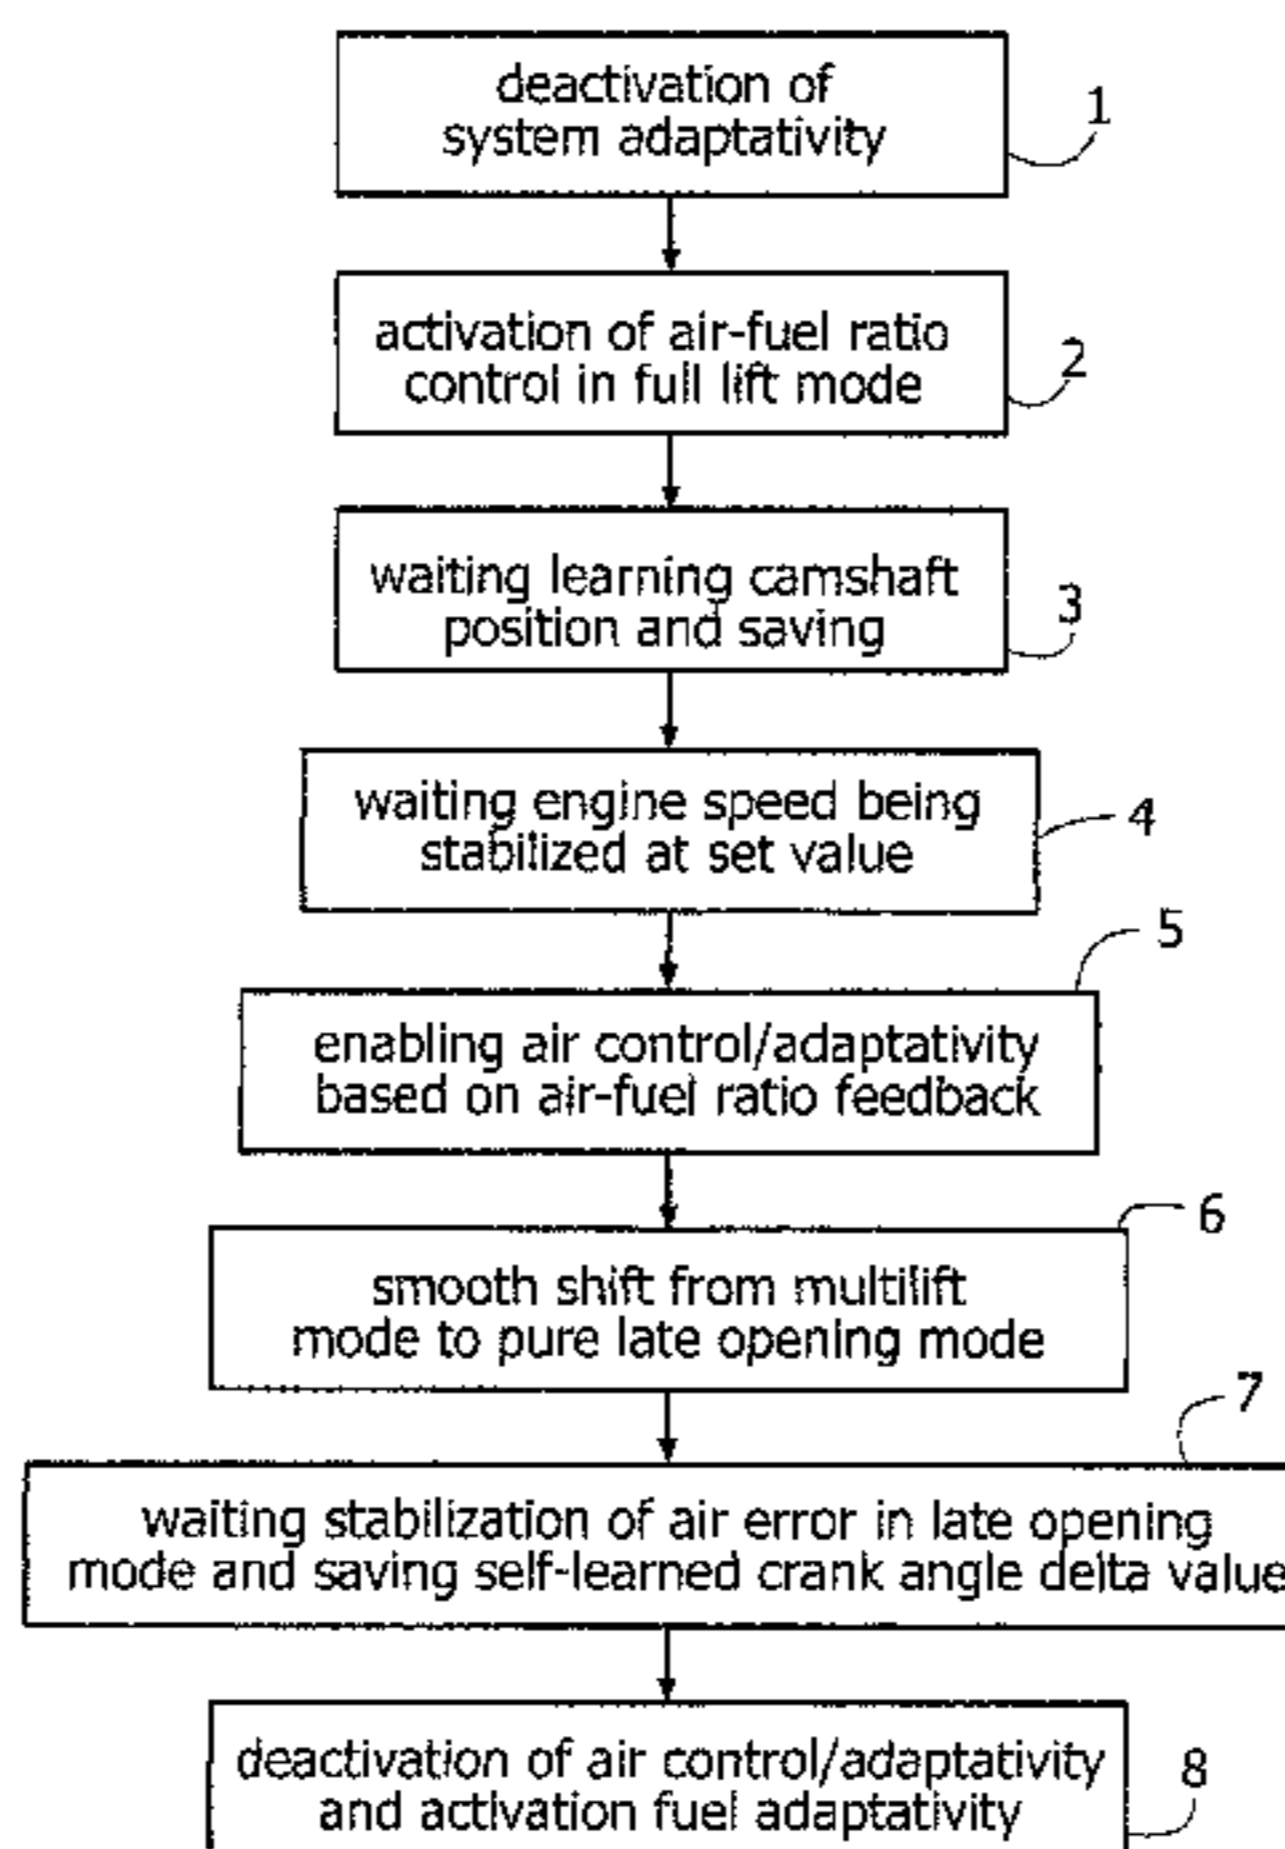 deactivation of
system adaptativity
1
activation of air-fuel ratio
control in full lift mode
2
waiting learning camshaft
position and saving
3
waiting engine speed being
stabilized at set value
4
5
enabling air control/adaptativity
based on air-fuel ratio feedback
6
smooth shift from multilift
mode to pure late opening mode
7
waiting stabilization of air error in late opening
mode and saving self-learned crank angle delta value
deactivation of air control/adaptativity
and activation fuel adaptativity
8